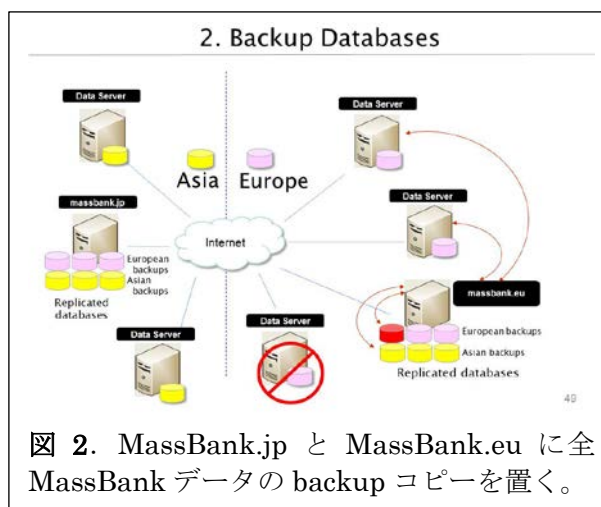 2. Backup Databases
Data Server
Data Server
Asia
Europe
massbank.jp
Data Server
Internet
European
backups
Asian
backups
Replicated
databases
massbank.eu
Data Server
Data Server
European backups
Asian backups
Replicated databases
49
図 2. MassBank.jp と MassBank.eu に全
MassBank データの backup コピーを置く。